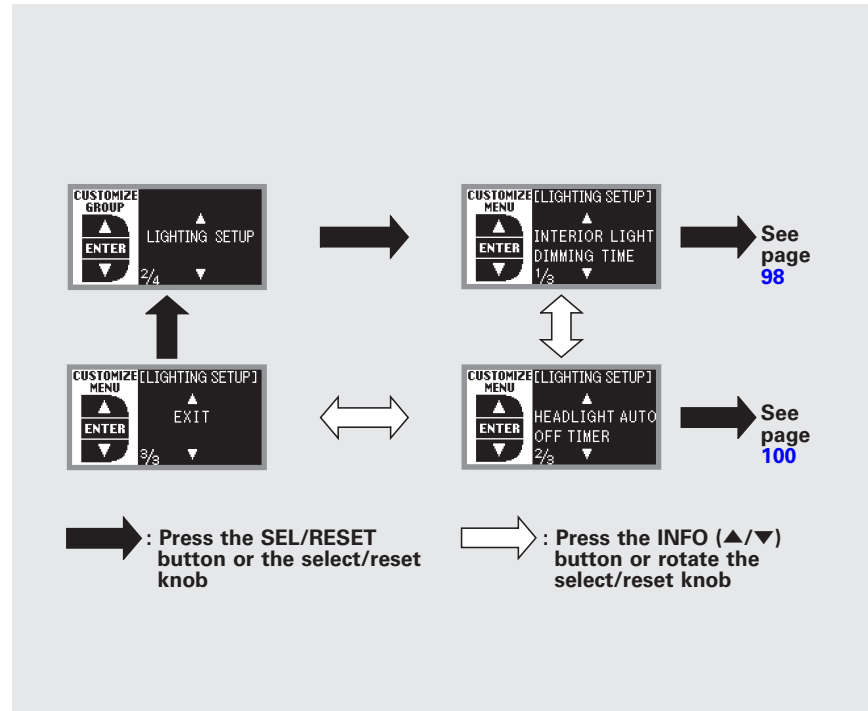 CUSTOMIZE
GROUP
▲
ENTER
▼
▲
LIGHTING SETUP
2/4 ▼
CUSTOMIZE
MENU
▲
ENTER
▼
[LIGHTING SETUP]
▲
INTERIOR LIGHT
DIMMING TIME
1/3 ▼
See
page
98
CUSTOMIZE
MENU
▲
ENTER
▼
[LIGHTING SETUP]
▲
EXIT
3/3 ▼
CUSTOMIZE
MENU
▲
ENTER
▼
[LIGHTING SETUP]
▲
HEADLIGHT AUTO
OFF TIMER
2/3 ▼
See
page
100
: Press the SEL/RESET
button or the select/reset
knob
: Press the INFO (▲/▼)
button or rotate the
select/reset knob